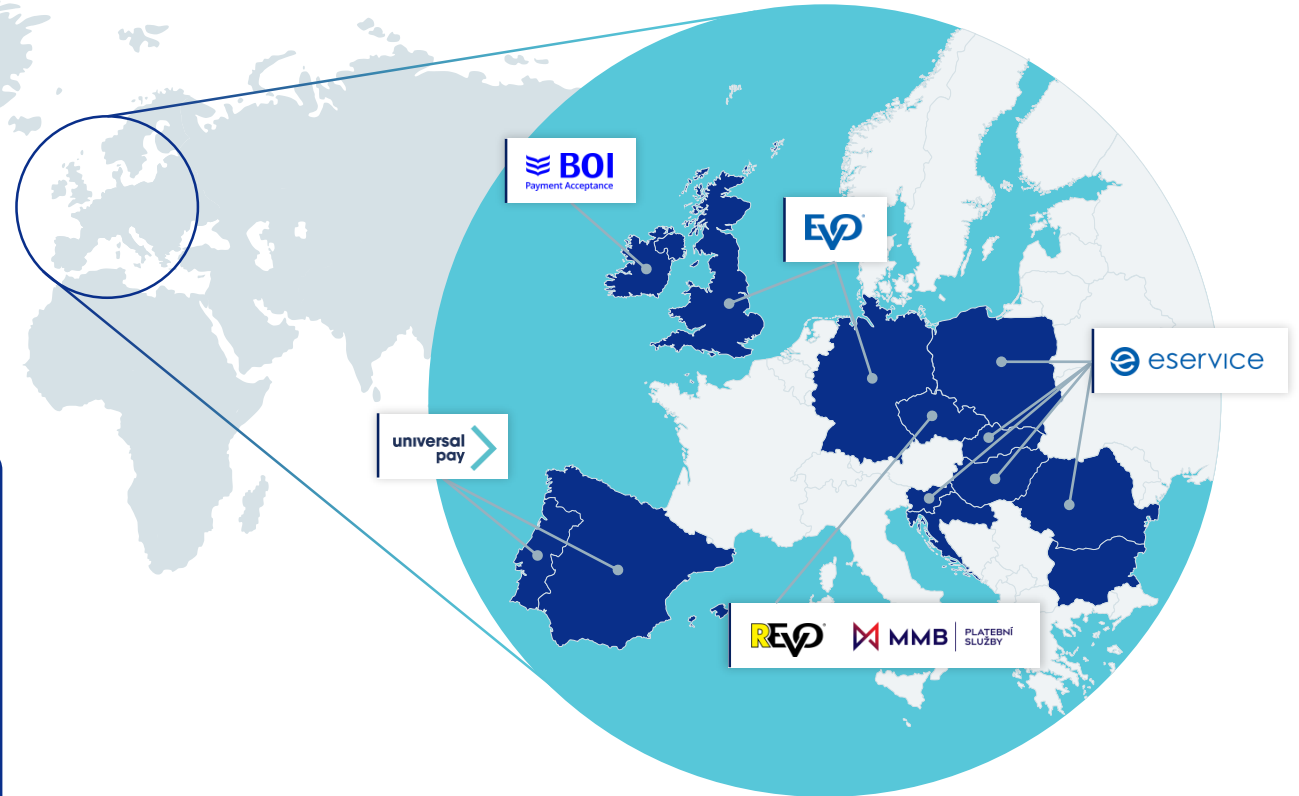 BOI
Payment Acceptance
EVO
eservice
universal
pay
REVO
MMB
PLATEBNÍ
SLUŽBY